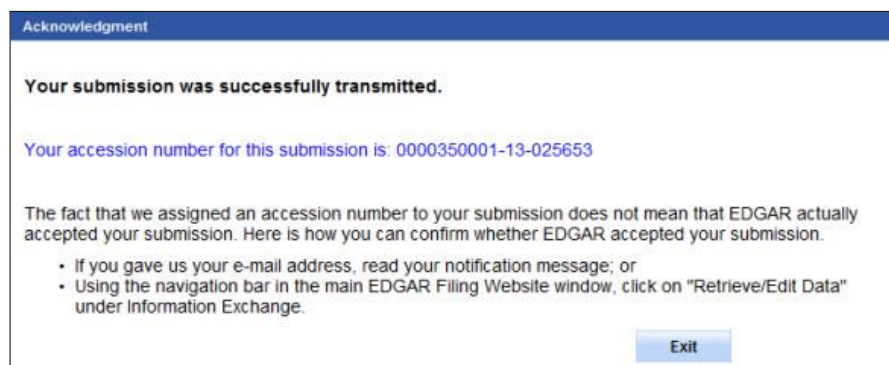 Acknowledgment
Your submission was successfully transmitted.
Your accession number for this submission is: 0000350001-13-025653
The fact that we assigned an accession number to your submission does not mean that EDGAR actually
accepted your submission. Here is how you can confirm whether EDGAR accepted your submission.
• If you gave us your e-mail address, read your notification message; or
• Using the navigation bar in the main EDGAR Filing Website window, click on "Retrieve/Edit Data"
under Information Exchange.
Exit